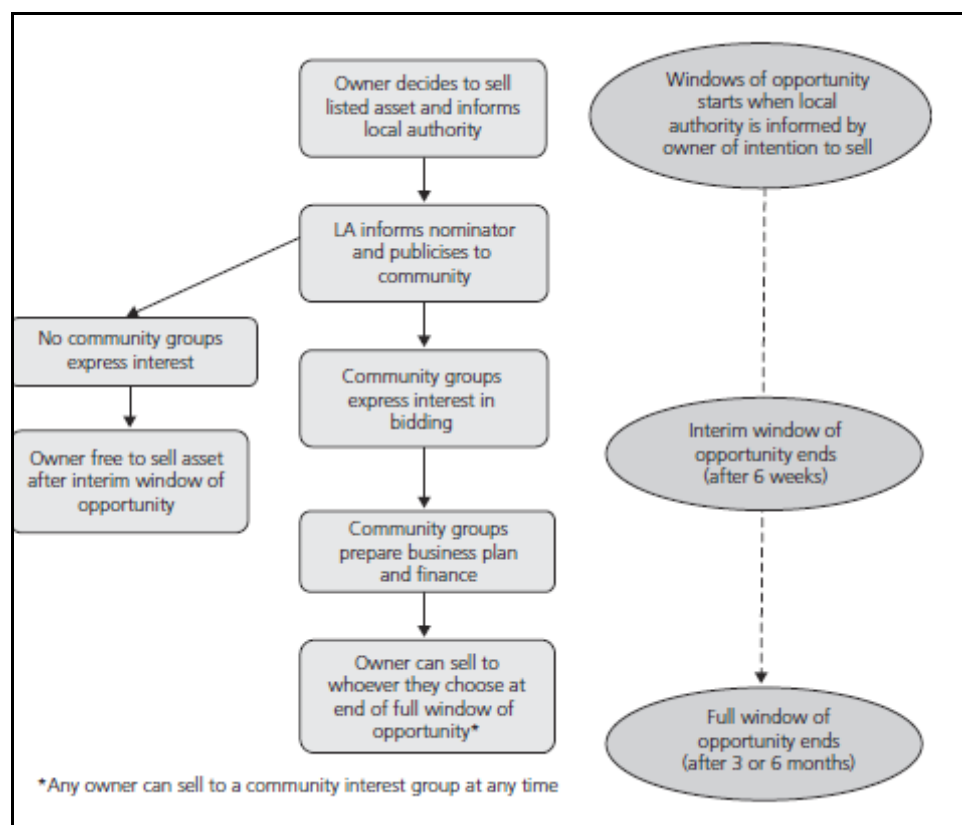 Owner decides to sell
listed asset and informs
local authority
Windows of opportunity
starts when local
authority is informed by
owner of intention to sell
LA informs nominator
and publicises to
community
No community groups
express interest
Community groups
express interest in
bidding
Owner free to sell asset
after interim window of
opportunity
Interim window of
opportunity ends
(after 6 weeks)
Community groups
prepare business plan
and finance
Owner can sell to
whoever they choose at
end of full window of
opportunity*
Full window of
opportunity ends
(after 3 or 6 months)
*Any owner can sell to a community interest group at any time